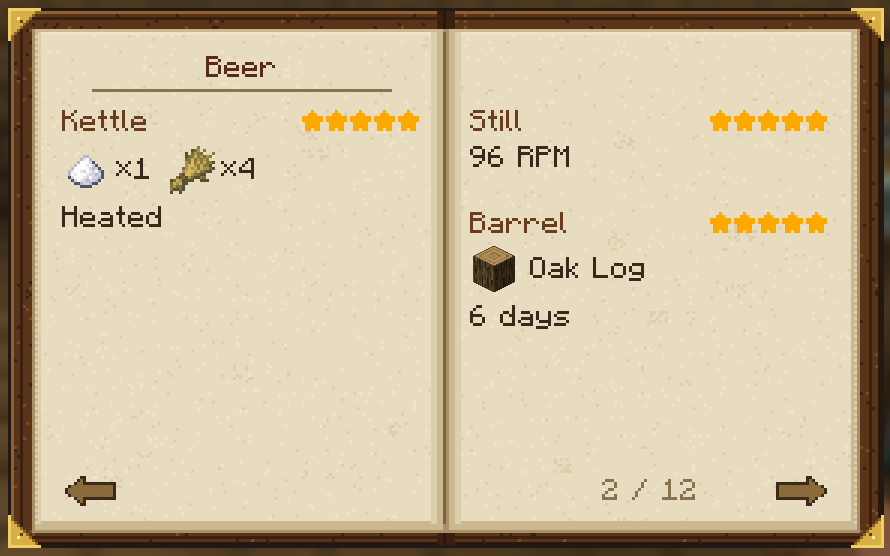 Beer
Kettle
×1 ×4
Heated
Still
96 RPM
Barrel
Oak Log
6 days
2 / 12